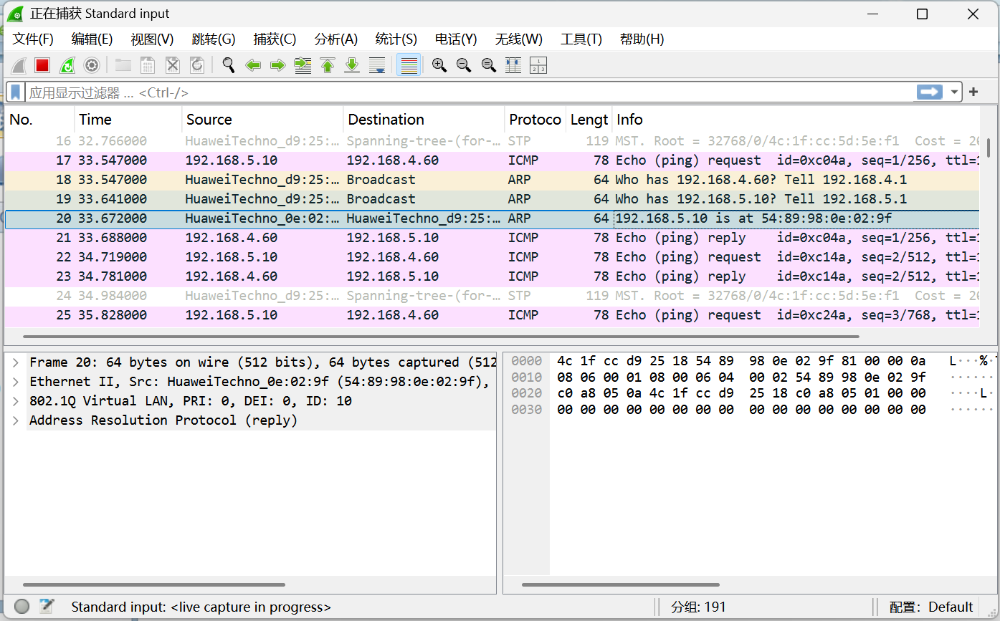 正在捕获 Standard input
文件(F) 编辑(E) 视图(V) 跳转(G) 捕获(C) 分析(A) 统计(S) 电话(Y) 无线(W) 工具(T) 帮助(H)
应用显示过滤器 … <Ctrl-/>
No. Time Source Destination Protoco Lengt Info
16 32.766000 HuaweiTechno_d9:25:… Spanning-tree-(for-… STP 119 MST. Root = 32768/0/4c:1f:cc:5d:5e:f1 Cost = 20
17 33.547000 192.168.5.10 192.168.4.60 ICMP 78 Echo (ping) request id=0xc04a, seq=1/256, ttl=1
18 33.547000 HuaweiTechno_d9:25:… Broadcast ARP 64 Who has 192.168.4.60? Tell 192.168.4.1
19 33.641000 HuaweiTechno_d9:25:… Broadcast ARP 64 Who has 192.168.5.10? Tell 192.168.5.1
20 33.672000 HuaweiTechno_0e:02:… HuaweiTechno_d9:25:… ARP 64 192.168.5.10 is at 54:89:98:0e:02:9f
21 33.688000 192.168.4.60 192.168.5.10 ICMP 78 Echo (ping) reply id=0xc04a, seq=1/256, ttl=1
22 34.719000 192.168.5.10 192.168.4.60 ICMP 78 Echo (ping) request id=0xc14a, seq=2/512, ttl=1
23 34.781000 192.168.4.60 192.168.5.10 ICMP 78 Echo (ping) reply id=0xc14a, seq=2/512, ttl=1
24 34.984000 HuaweiTechno_d9:25:… Spanning-tree-(for-… STP 119 MST. Root = 32768/0/4c:1f:cc:5d:5e:f1 Cost = 20
25 35.828000 192.168.5.10 192.168.4.60 ICMP 78 Echo (ping) request id=0xc24a, seq=3/768, ttl=1
Frame 20: 64 bytes on wire (512 bits), 64 bytes captured (512
Ethernet II, Src: HuaweiTechno_0e:02:9f (54:89:98:0e:02:9f),
802.1Q Virtual LAN, PRI: 0, DEI: 0, ID: 10
Address Resolution Protocol (reply)
0000 4c 1f cc d9 25 18 54 89 98 0e 02 9f 81 00 00 0a L···%·
0010 08 06 00 01 08 00 06 04 00 02 54 89 98 0e 02 9f ······
0020 c0 a8 05 0a 4c 1f cc d9 25 18 c0 a8 05 01 00 00 ····L·
0030 00 00 00 00 00 00 00 00 00 00 00 00 00 00 00 00 ······
Standard input: <live capture in progress> 分组: 191 配置: Default